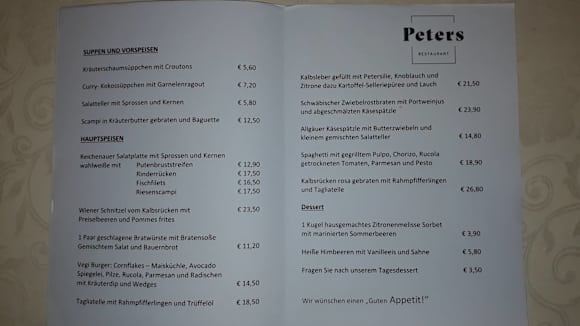 SUPPEN UND VORSPEISEN
Kräuterschaumsüppchen mit Croutons € 5,60
Curry- Kokossüppchen mit Garnelenragout € 7,20
Salatteller mit Sprossen und Kernen € 5,80
Scampi in Kräuterbutter gebraten und Baguette € 12,50
HAUPTSPEISEN
Reichenauer Salatplatte mit Sprossen und Kernen
wahlweiße mit Putenbruststreifen € 12,90
Rinderrücken € 17,50
Fischfilets € 16,50
Riesenscampi € 17,50
Wiener Schnitzel vom Kalbsrücken mit € 23,50
Preiselbeeren und Pommes frites
1 Paar geschlagene Bratwürste mit Bratensoße
Gemischtem Salat und Bauernbrot € 11,20
Vegi Burger: Cornflakes – Maisküchle, Avocado
Spiegelei, Pilze, Rucola, Parmesan und Radischen
mit Kräuterdip und Wedges € 14,50
Tagliatelle mit Rahmpfifferlingen und Trüffelöl € 18,50
Peters
RESTAURANT
Kalbsleber gefüllt mit Petersilie, Knoblauch und
Zitrone dazu Kartoffel-Selleriepüree und Lauch € 21,50
Schwäbischer Zwiebelrostbraten mit Portweinjus
und abgeschmälzten Käsespätzle € 23,90
Allgäuer Käsespätzle mit Butterzwiebeln und
kleinem gemischten Salatteller € 14,80
Spaghetti mit gegrilltem Pulpo, Chorizo, Rucola
getrockneten Tomaten, Parmesan und Pesto € 18,90
Kalbsrücken rosa gebraten mit Rahmpfifferlingen
und Tagliatelle € 26,80
Dessert
1 Kugel hausgemachtes Zitronenmelisse Sorbet
mit marinierten Sommerbeeren € 3,90
Heiße Himbeeren mit Vanilleeis und Sahne € 5,80
Fragen Sie nach unserem Tagesdessert € 3,50
Wir wünschen einen „Guten Appetit!“